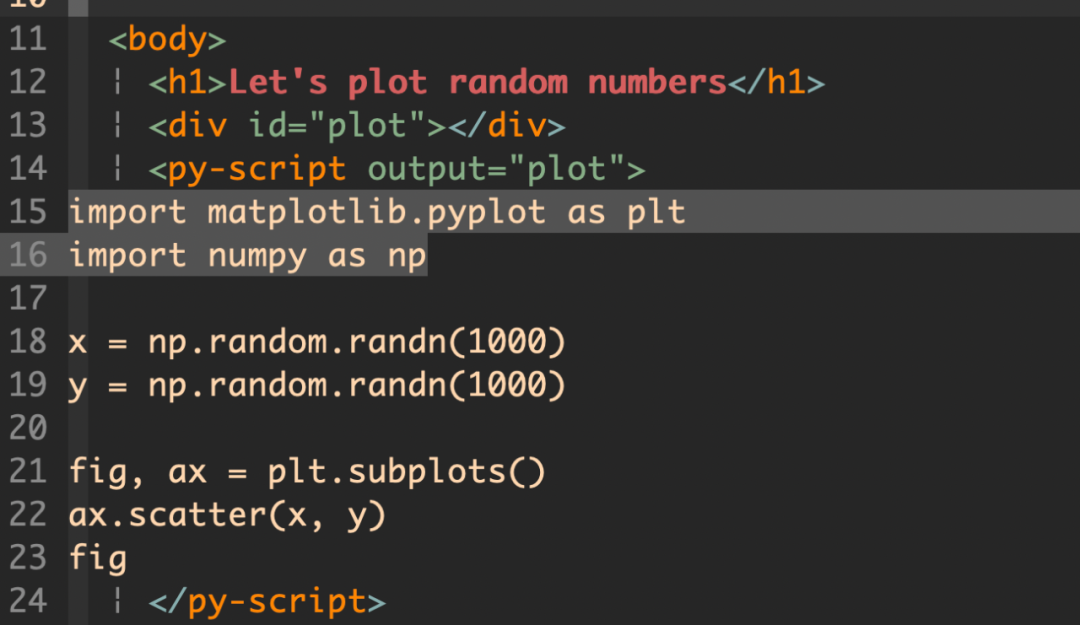 10
11 <body>
12 <h1>Let's plot random numbers</h1>
13 <div id="plot"></div>
14 <py-script output="plot">
15 import matplotlib.pyplot as plt
16 import numpy as np
17
18 x = np.random.randn(1000)
19 y = np.random.randn(1000)
20
21 fig, ax = plt.subplots()
22 ax.scatter(x, y)
23 fig
24 </py-script>